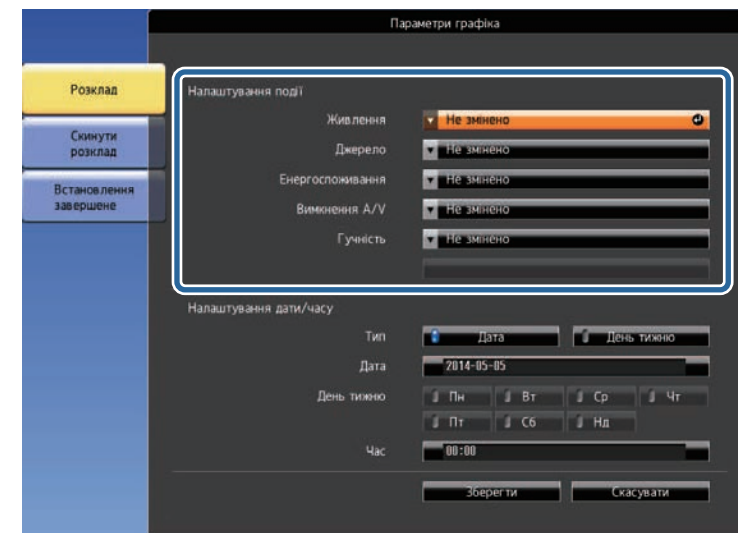 Параметри графіка
Розклад
Скинути
розклад
Встановлення
завершене
Налаштування події
Живлення Не змінено
Джерело Не змінено
Енергоспоживання Не змінено
Вимкнення A/V Не змінено
Гучність Не змінено
Налаштування дати/часу
Тип Дата День тижню
Дата 2014-05-05
День тижню Пн Вт Ср Чт
Пт Сб Нд
Час 00:00
Зберегти Скасувати